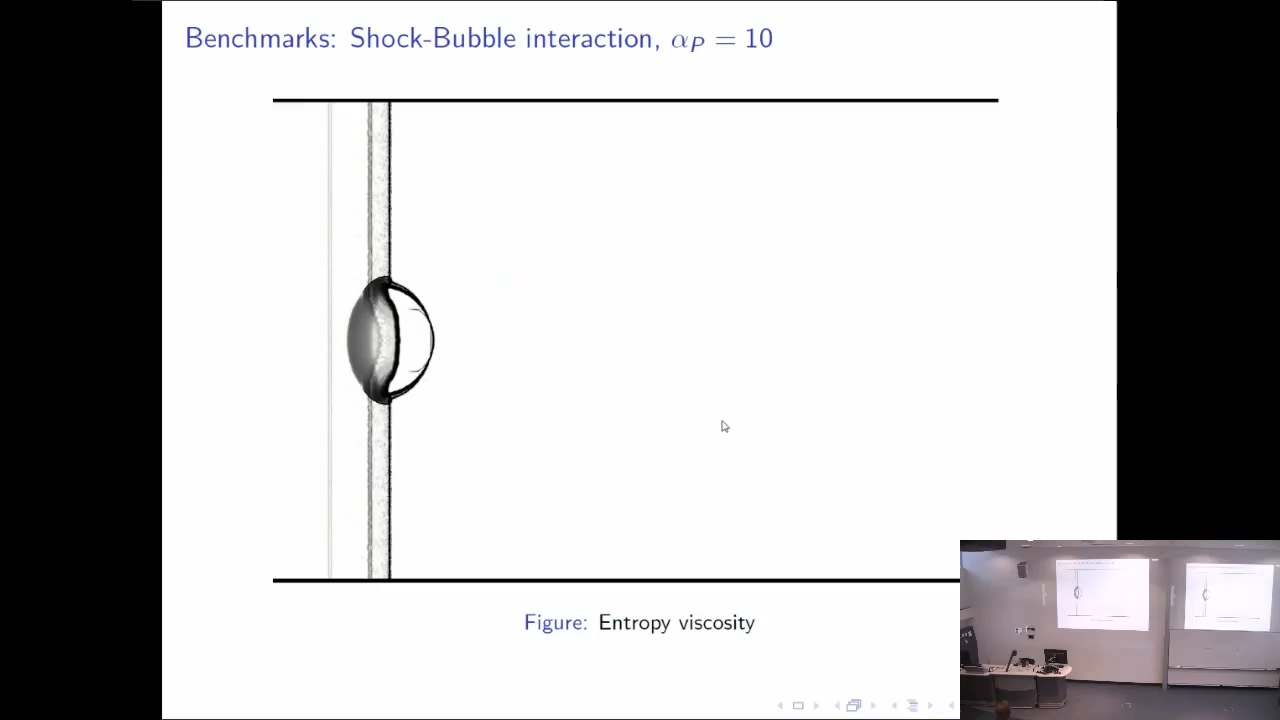 Benchmarks: Shock-Bubble interaction, αP = 10
Figure: Entropy viscosity